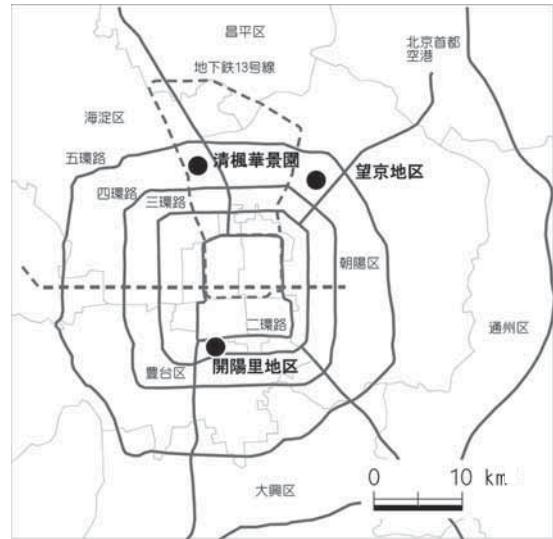 昌平区
北京首都
空港
地下鉄13号線
海淀区
五環路
清楓華景園
望京地区
四環路
三環路
朝陽区
二環路
通州区
豊台区
開陽里地区
大興区
0 10 km.